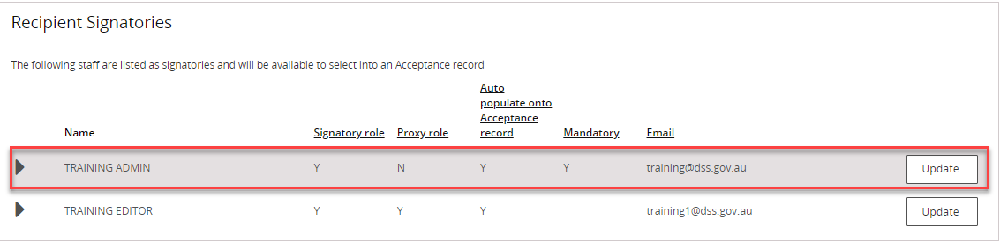 Recipient Signatories
The following staff are listed as signatories and will be available to select into an Acceptance record
Auto
populate onto
Acceptance
Name Signatory role Proxy role record Mandatory Email
TRAINING ADMIN Y N Y Y training@dss.gov.au Update
TRAINING EDITOR Y Y Y training1@dss.gov.au Update